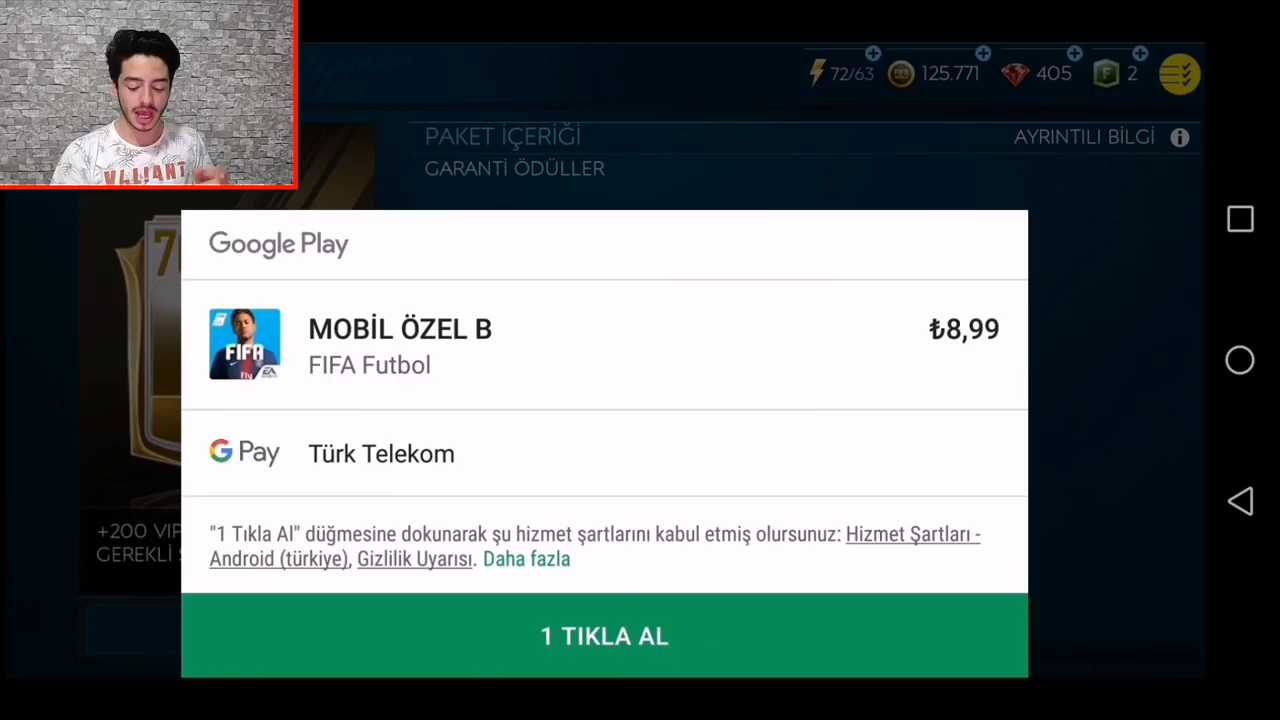 VALIANT
72/63
125.771
405
2
PAKET İÇERİĞİ
AYRINTILI BİLGİ
GARANTİ ÖDÜLLER
Google Play
MOBİL ÖZEL B
₺8,99
FIFA
EA
FIFA Futbol
G Pay
Türk Telekom
+200 VIP
GEREKLİ
"1 Tıkla Al" düğmesine dokunarak şu hizmet şartlarını kabul etmiş olursunuz: Hizmet Şartları -
Android (türkiye), Gizlilik Uyarısı. Daha fazla
1 TIKLA AL